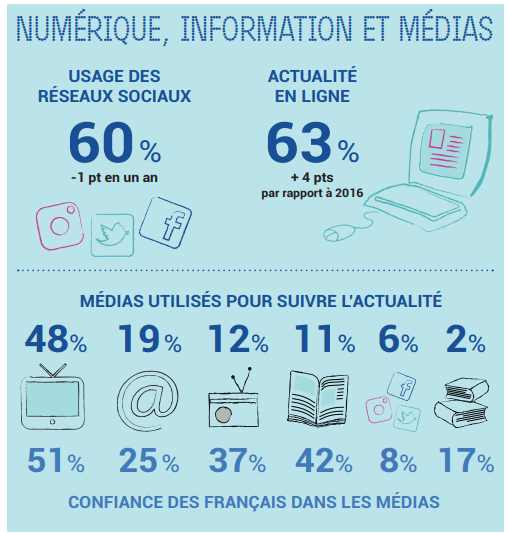 NUMÉRIQUE, INFORMATION ET MÉDIAS
USAGE DES
RÉSEAUX SOCIAUX
60 %
-1 pt en un an
ACTUALITÉ
EN LIGNE
63 %
+ 4 pts
par rapport à 2016
MÉDIAS UTILISÉS POUR SUIVRE L'ACTUALITÉ
48% 19% 12% 11% 6% 2%
51% 25% 37% 42% 8% 17%
CONFIANCE DES FRANÇAIS DANS LES MÉDIAS